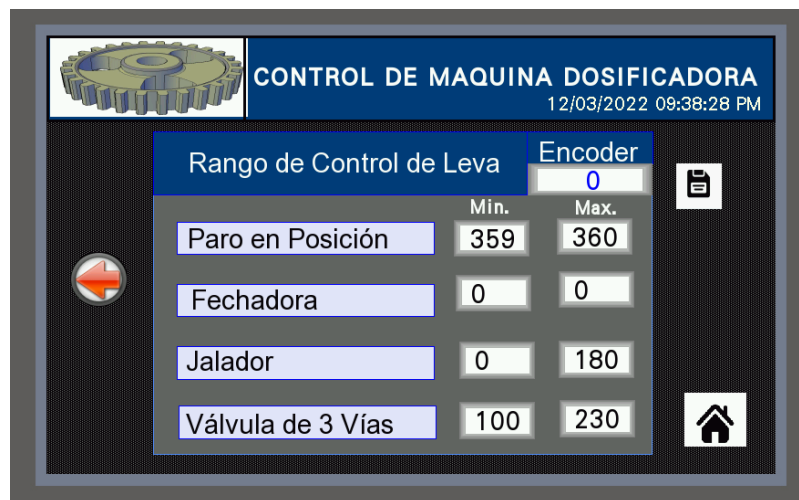 CONTROL DE MAQUINA DOSIFICADORA
12/03/2022 09:38:28 PM
Rango de Control de Leva
Encoder
0
Min. Max.
Paro en Posición 359 360
Fechadora 0 0
Jalador 0 180
Válvula de 3 Vías 100 230